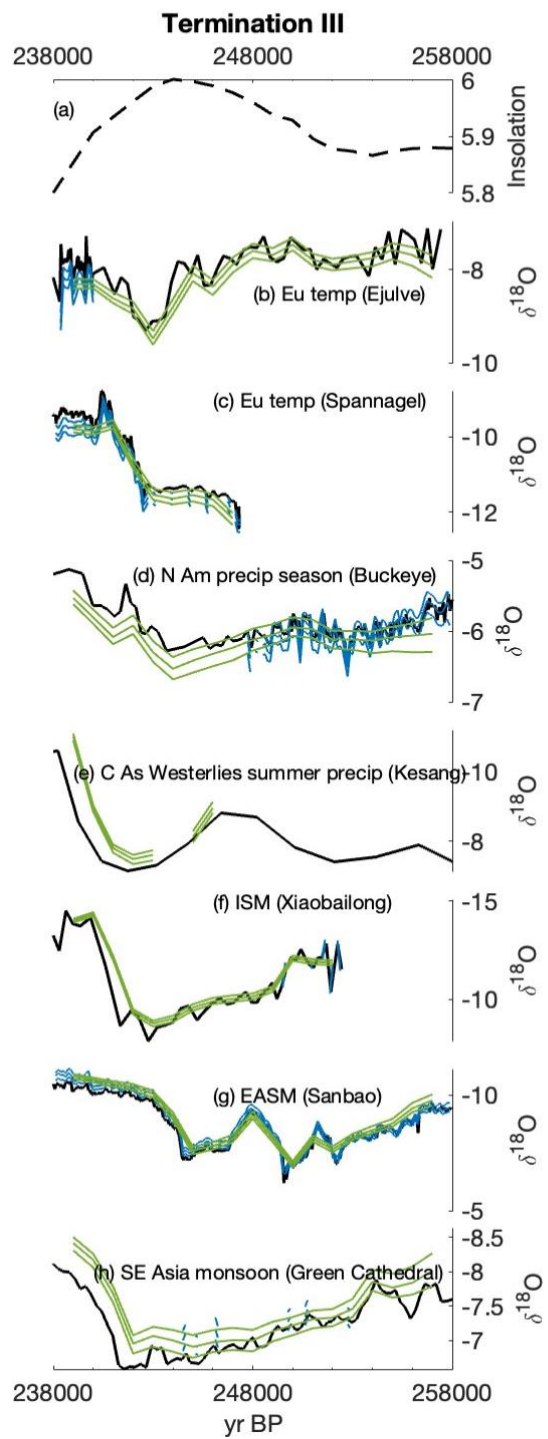 Termination III
238000 248000 258000
(a)
6
5.9
5.8
Insolation
-8
-10
δ18O
(b) Eu temp (Ejulve)
(c) Eu temp (Spannagel)
-10
-12
δ18O
-5
(d) N Am precip season (Buckeye)
-6
-7
δ18O
(e) C As Westerlies summer precip (Kesang)
-10
-8
δ18O
(f) ISM (Xiaobailong)
-15
-10
δ18O
(g) EASM (Sanbao)
-10
-5
δ18O
-8.5
(h) SE Asia monsoon (Green Cathedral)
-8
-7.5
-7
δ18O
238000 248000 258000
yr BP